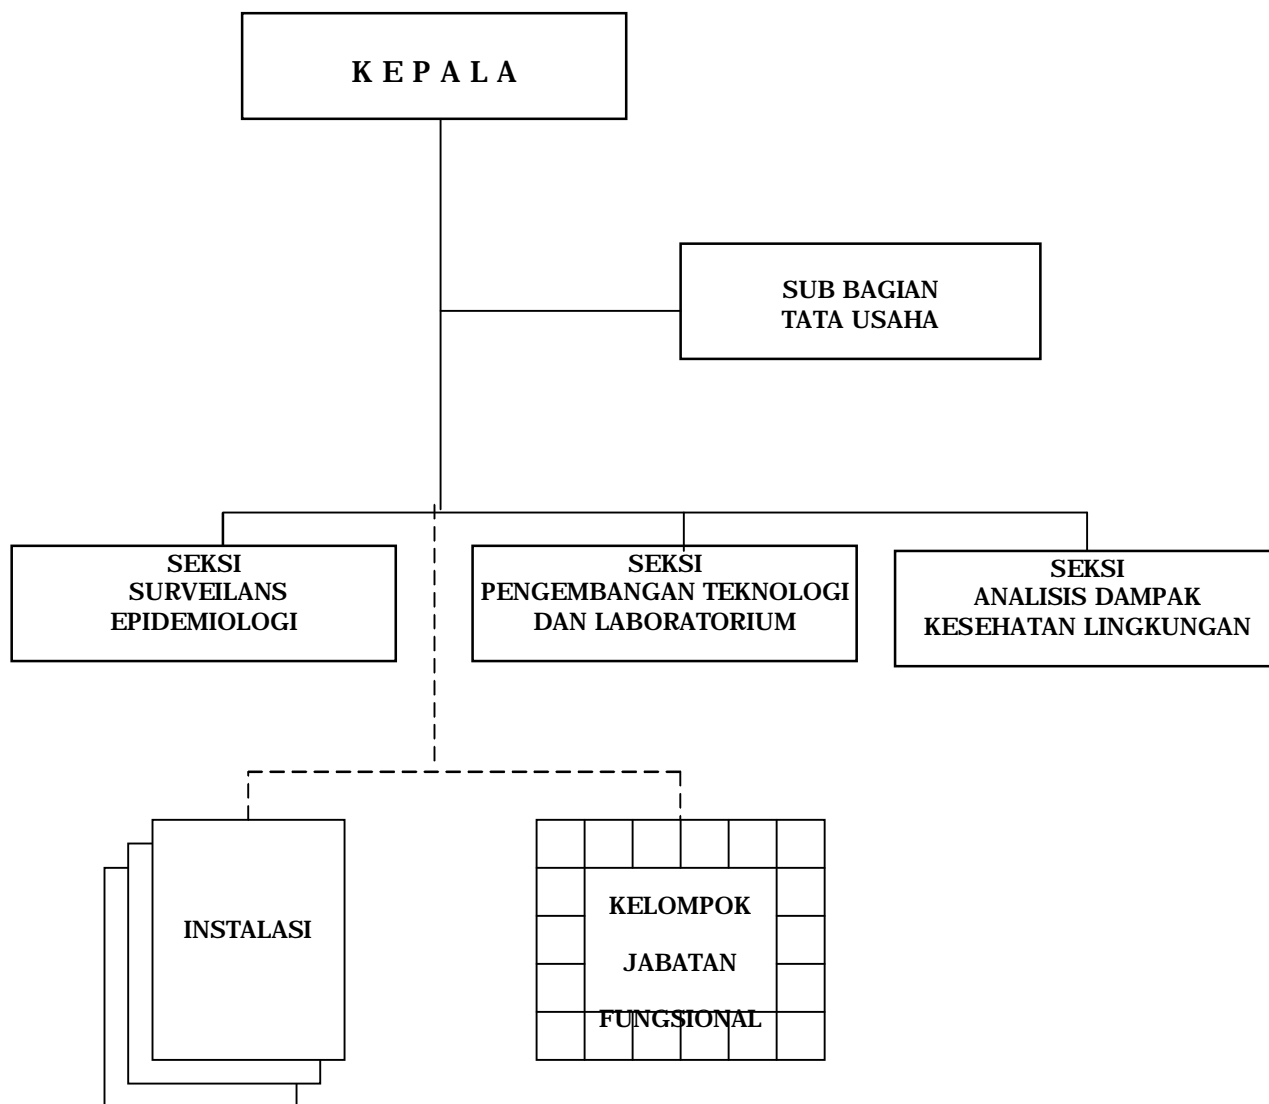 K E P A L A
SUB BAGIAN
TATA USAHA
SEKSI
SURVEILANS
EPIDEMIOLOGI
SEKSI
PENGEMBANGAN TEKNOLOGI
DAN LABORATORIUM
SEKSI
ANALISIS DAMPAK
KESEHATAN LINGKUNGAN
INSTALASI
KELOMPOK
JABATAN
FUNGSIONAL